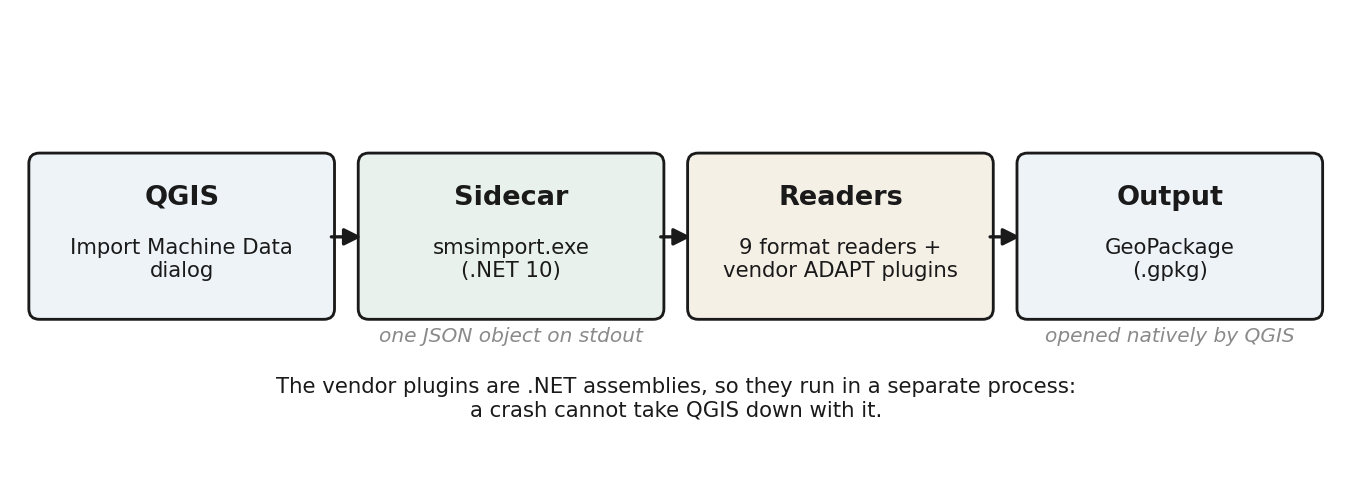 QGIS
Import Machine Data
dialog
Sidecar
smsimport.exe
(.NET 10)
one JSON object on stdout
Readers
9 format readers +
vendor ADAPT plugins
Output
GeoPackage
(.gpkg)
opened natively by QGIS
The vendor plugins are .NET assemblies, so they run in a separate process:
a crash cannot take QGIS down with it.